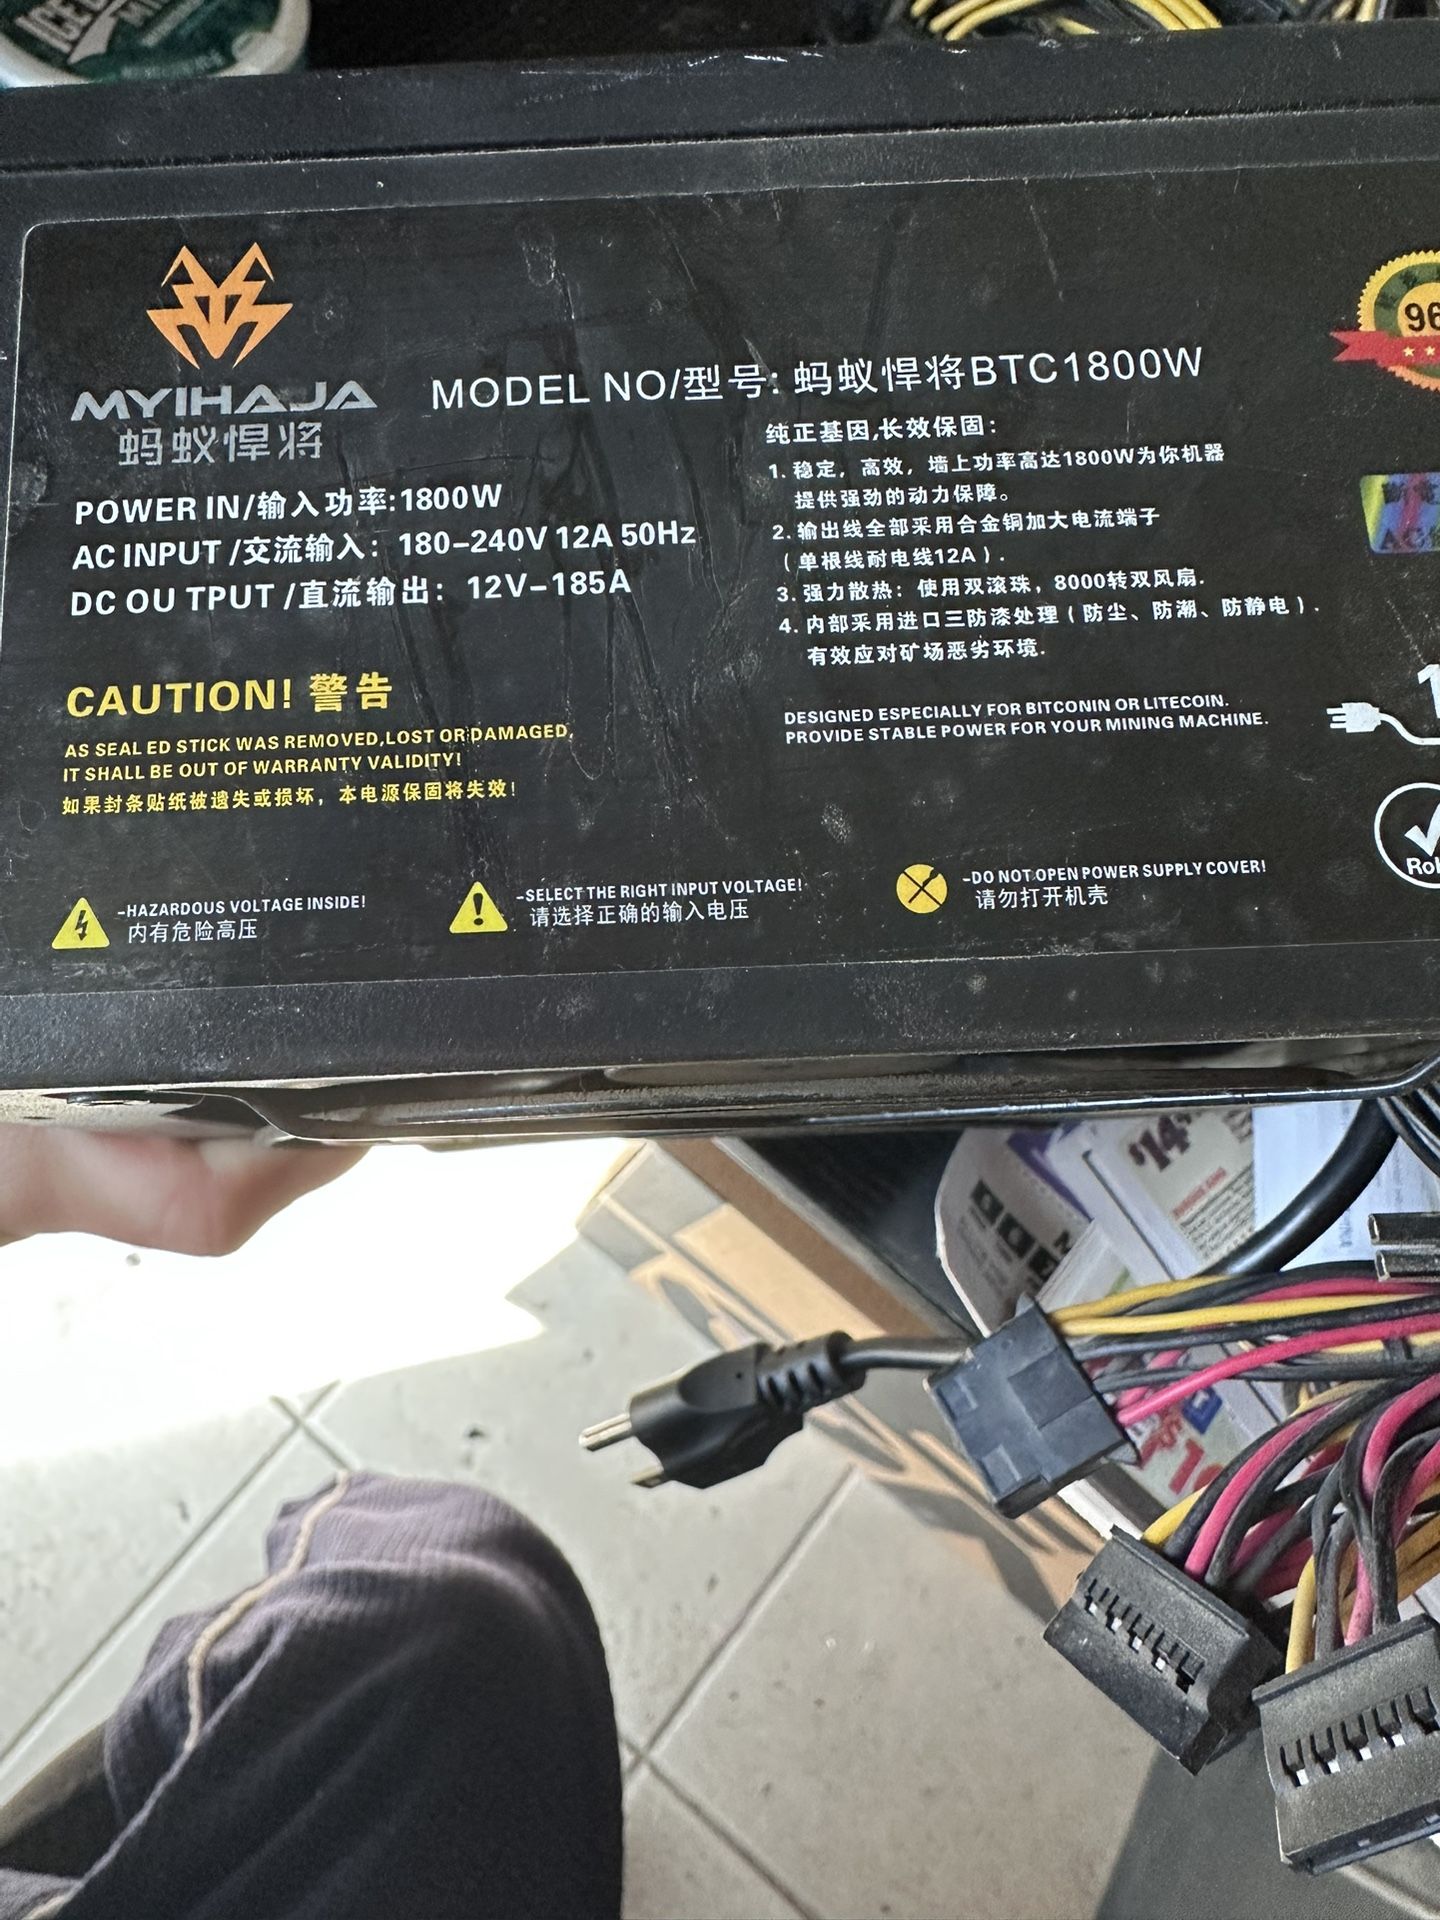 MYIHAJA
蚂蚁悍将
MODEL NO/型号: 蚂蚁悍将BTC1800W
POWER IN/输入功率:1800W
AC INPUT /交流输入: 180-240V 12A 50Hz
DC OU TPUT /直流输出: 12V-185A
纯正基因,长效保固:
1. 稳定, 高效, 墙上功率高达1800W为你机器
提供强劲的动力保障。
2. 输出线全部采用合金铜加大电流端子
(单根线耐电线12A).
3. 强力散热: 使用双滚珠, 8000转双风扇.
4. 内部采用进口三防漆处理 (防尘、防潮、防静电).
有效应对矿场恶劣环境.
CAUTION! 警告
AS SEAL ED STICK WAS REMOVED,LOST OR DAMAGED,
IT SHALL BE OUT OF WARRANTY VALIDITY!
如果封条贴纸被遗失或损坏, 本电源保固将失效!
DESIGNED ESPECIALLY FOR BITCONIN OR LITECOIN.
PROVIDE STABLE POWER FOR YOUR MINING MACHINE.
-HAZARDOUS VOLTAGE INSIDE!
内有危险高压
-SELECT THE RIGHT INPUT VOLTAGE!
请选择正确的输入电压
-DO NOT OPEN POWER SUPPLY COVER!
请勿打开机壳
96
ICE
$14